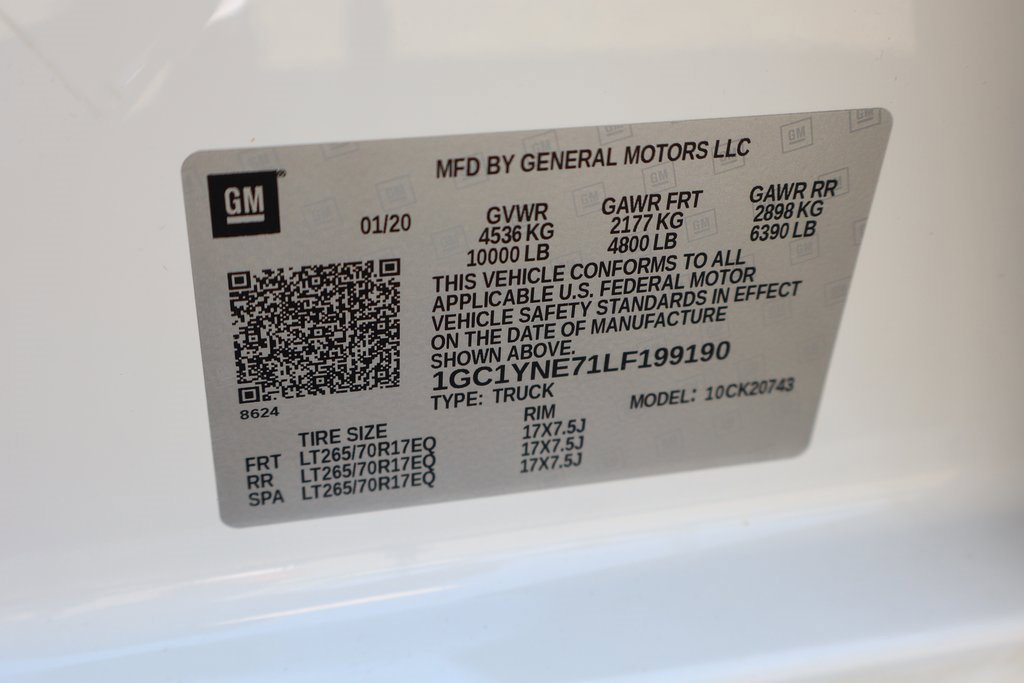 MFD BY GENERAL MOTORS LLC
GM
01/20
GVWR GAWR FRT GAWR RR
4536 KG 2177 KG 2898 KG
10000 LB 4800 LB 6390 LB
THIS VEHICLE CONFORMS TO ALL
APPLICABLE U.S. FEDERAL MOTOR
VEHICLE SAFETY STANDARDS IN EFFECT
ON THE DATE OF MANUFACTURE
SHOWN ABOVE.
1GC1YNE71LF199190
TYPE: TRUCK MODEL: 10CK20743
8624
TIRE SIZE RIM
FRT LT265/70R17EQ 17X7.5J
RR LT265/70R17EQ 17X7.5J
SPA LT265/70R17EQ 17X7.5J